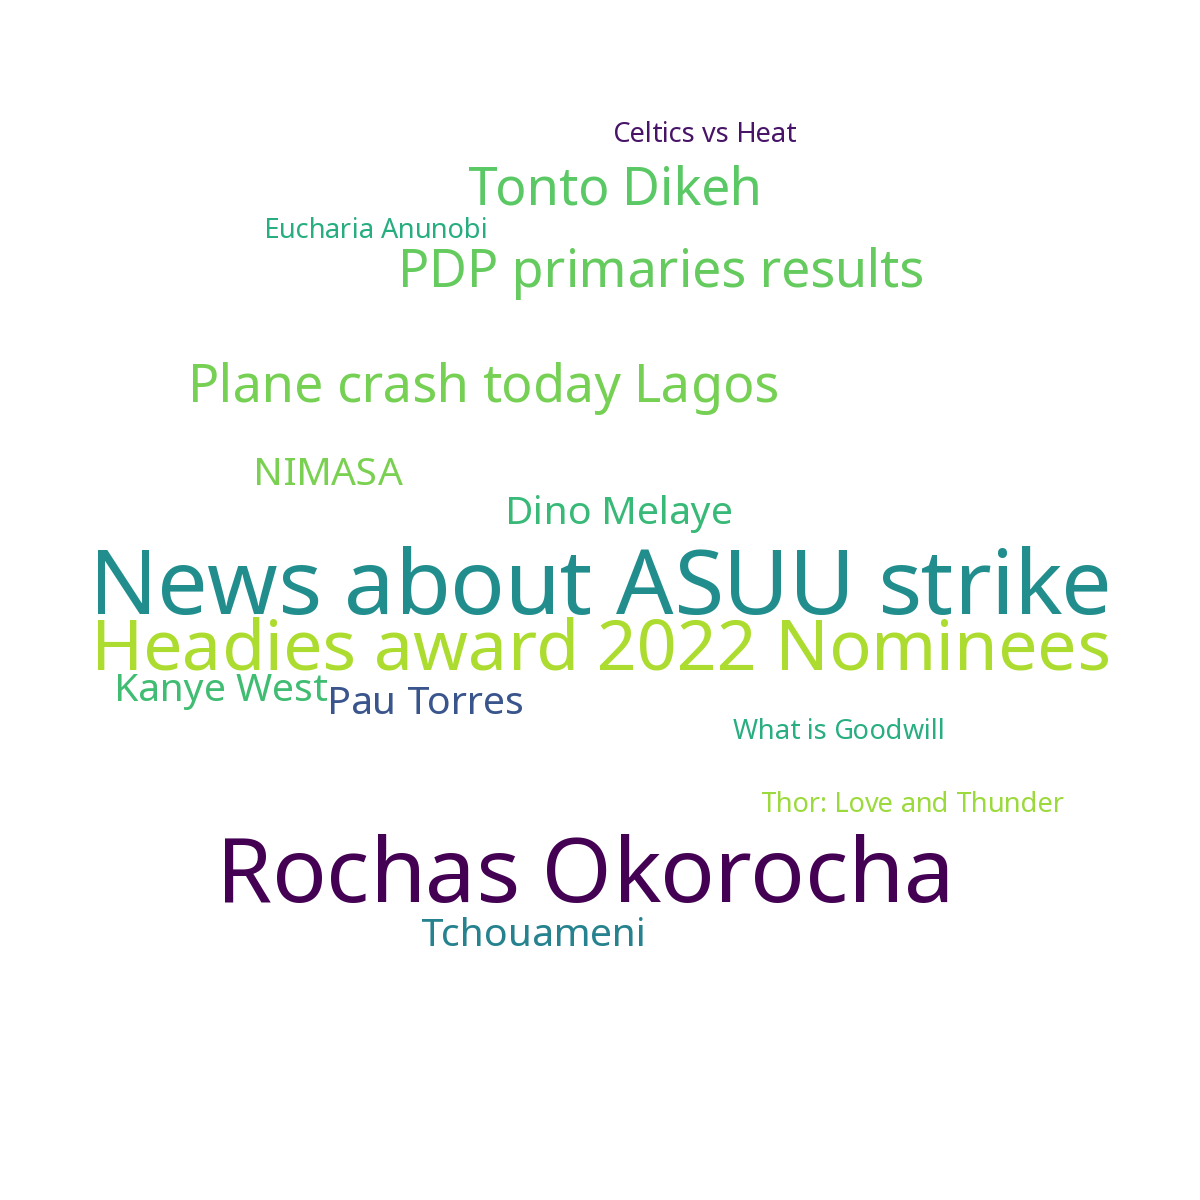 Celtics vs Heat
Tonto Dikeh
Eucharia Anunobi
PDP primaries results
Plane crash today Lagos
NIMASA
Dino Melaye
News about ASUU strike
Headies award 2022 Nominees
Kanye West
Pau Torres
What is Goodwill
Thor: Love and Thunder
Rochas Okorocha
Tchouameni